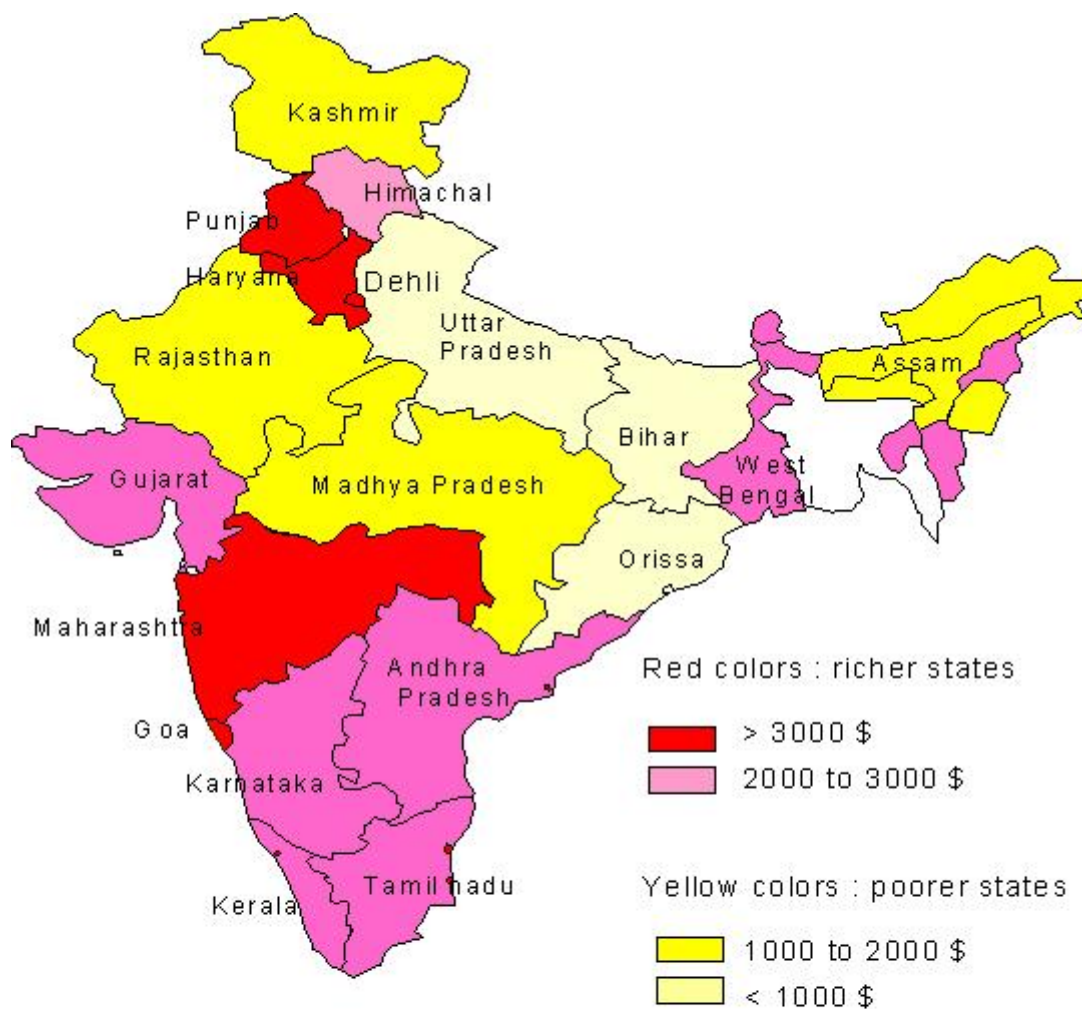 Kashmir
Himachal
Punjab
Haryana
Dehli
Uttar
Pradesh
Rajasthan
Assam
Bihar
West
Bengal
Gujarat
Madhya Pradesh
Orissa
Maharashtra
Andhra
Pradesh
Goa
Karnataka
Tamil nadu
Kerala
Red colors : richer states
> 3000 $
2000 to 3000 $
Yellow colors : poorer states
1000 to 2000 $
< 1000 $